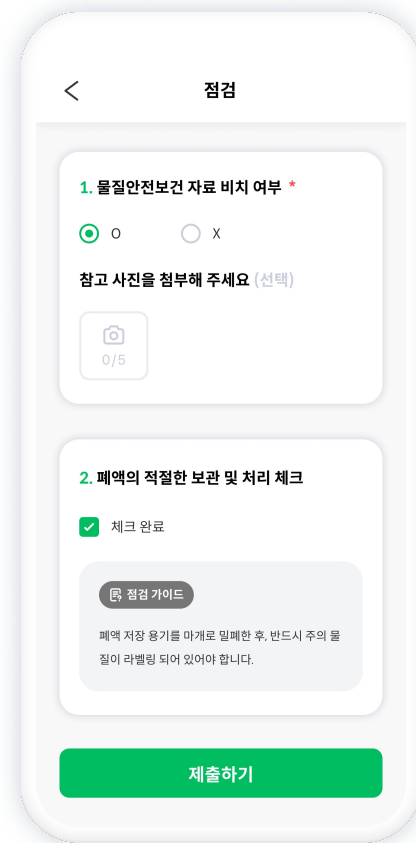 점검
1. 물질안전보건 자료 비치 여부 *
O X
참고 사진을 첨부해 주세요 (선택)
0/5
2. 폐액의 적절한 보관 및 처리 체크
체크 완료
점검 가이드
폐액 저장 용기를 마개로 밀폐한 후, 반드시 주의 물
질이 라벨링 되어 있어야 합니다.
제출하기